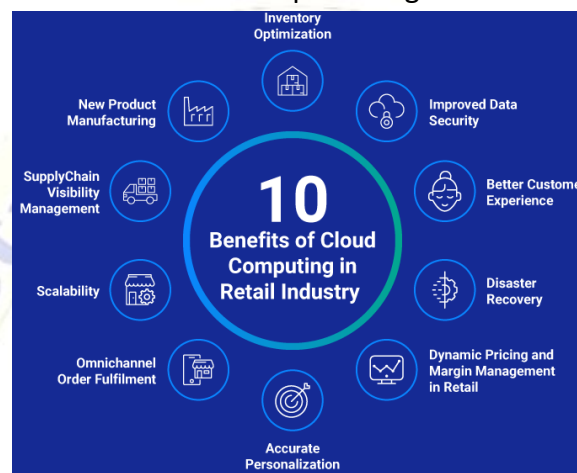 Inventory
Optimization
Improved Data
Security
Better Custome
Experience
Disaster
Recovery
Dynamic Pricing and
Margin Management
in Retail
Accurate
Personalization
Omnichannel
Order Fulfilment
Scalability
SupplyChain
Visibility
Management
New Product
Manufacturing
10
Benefits of Cloud
Computing in
Retail Industry